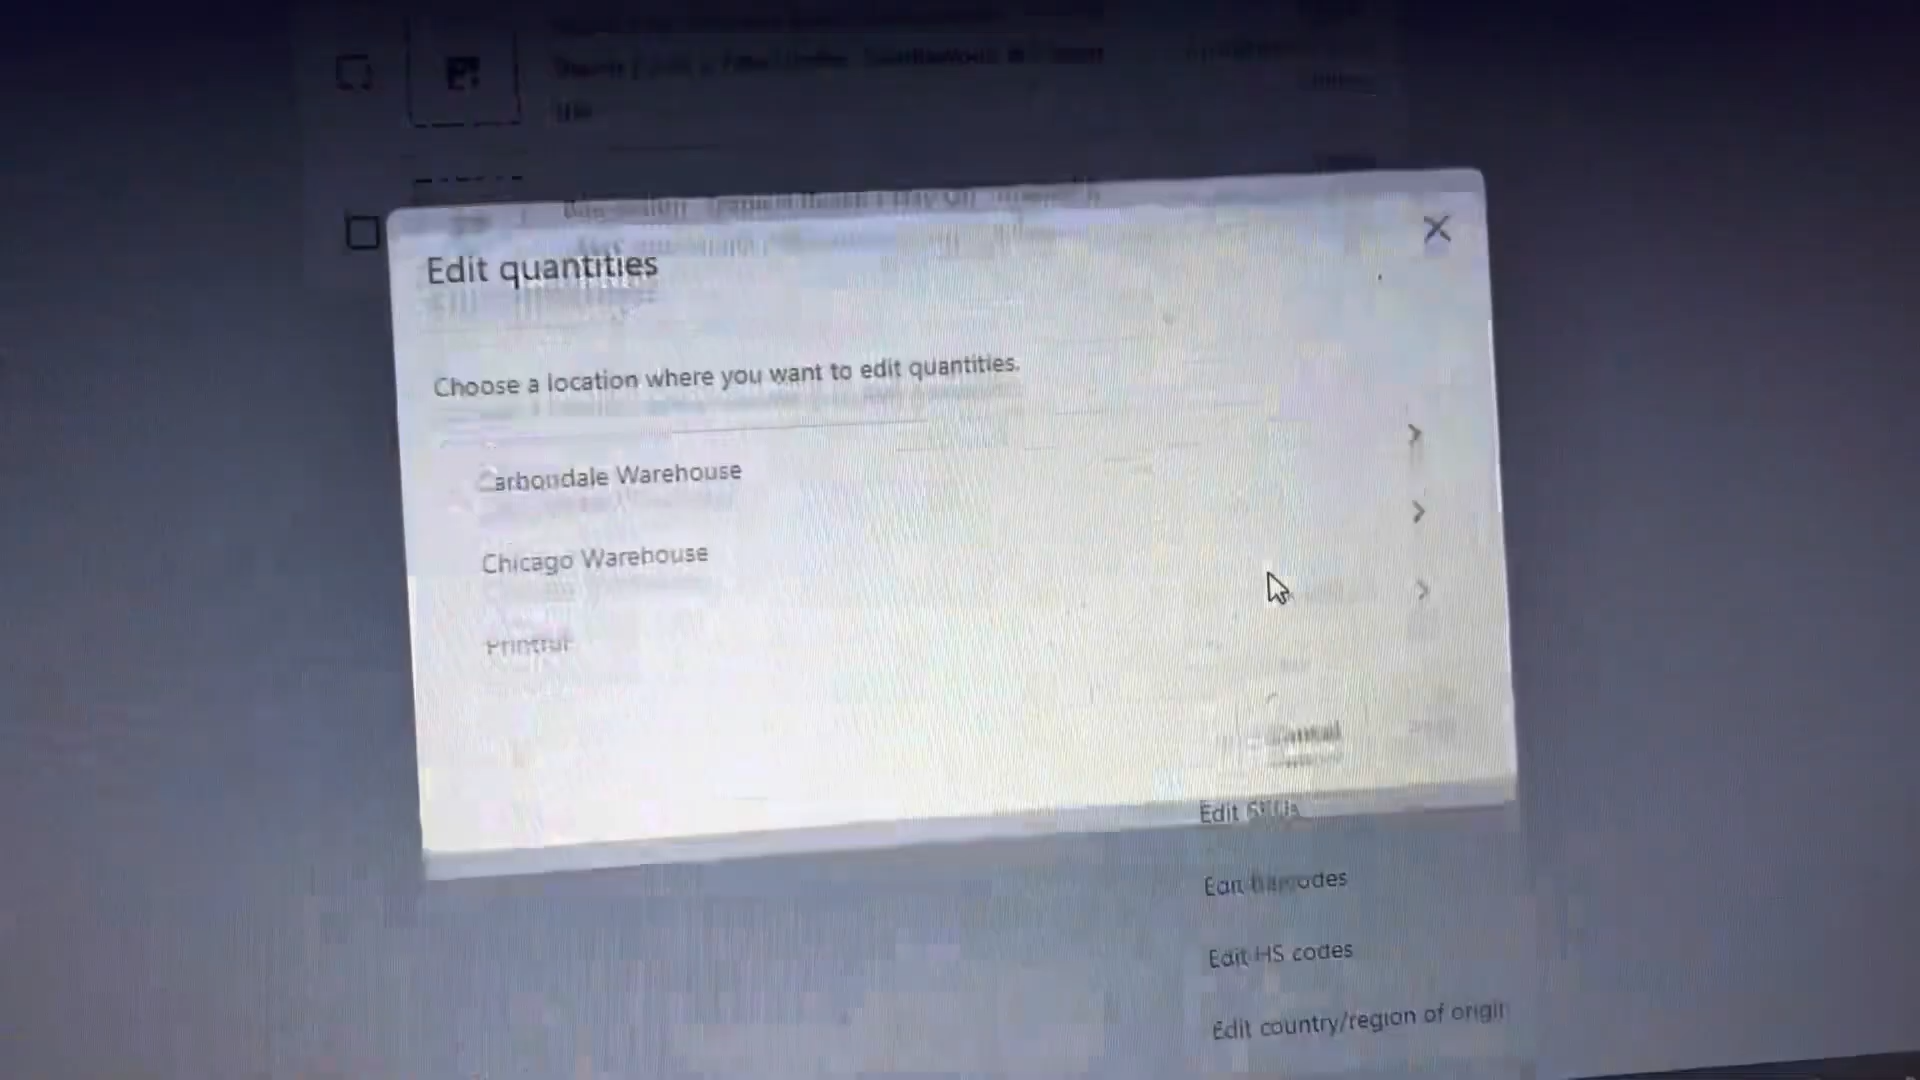 Edit quantities
Choose a location where you want to edit quantities.
Carbondale Warehouse
Chicago Warehouse
Printful
Cancel
Edit SKUs
Edit barcodes
Edit HS codes
Edit country/region of origin